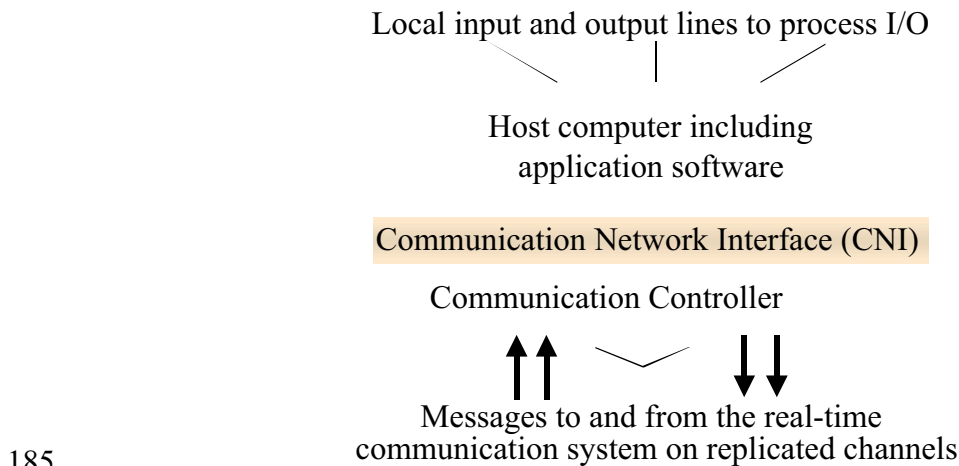 Local input and output lines to process I/O
Host computer including
application software
Communication Network Interface (CNI)
Communication Controller
Messages to and from the real-time
communication system on replicated channels
185